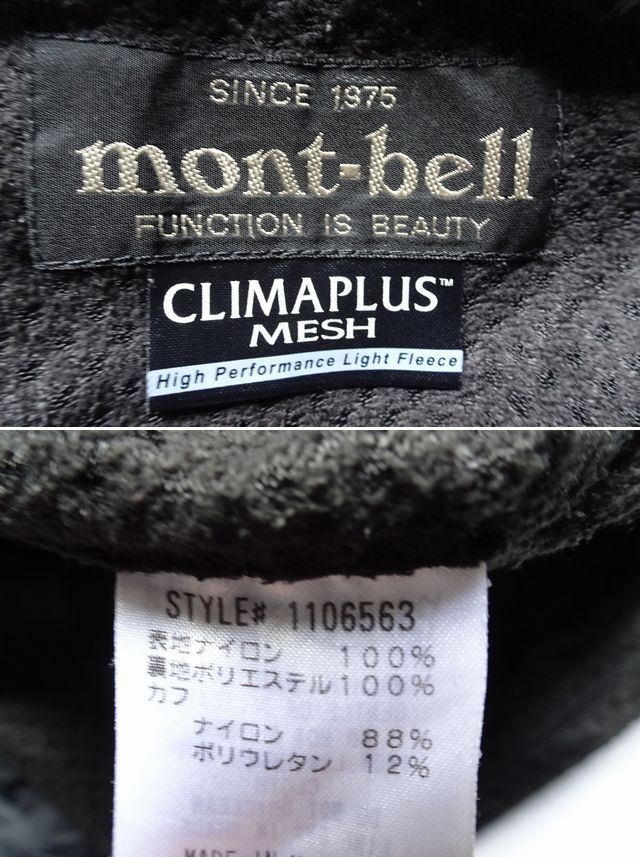 SINCE 1975
mont-bell
FUNCTION IS BEAUTY
CLIMAPLUS™
MESH
High Performance Light Fleece
STYLE# 1106563
表地ナイロン 100%
裏地ポリエステル100%
カフ
ナイロン 88%
ポリウレタン 12%
MADE IN